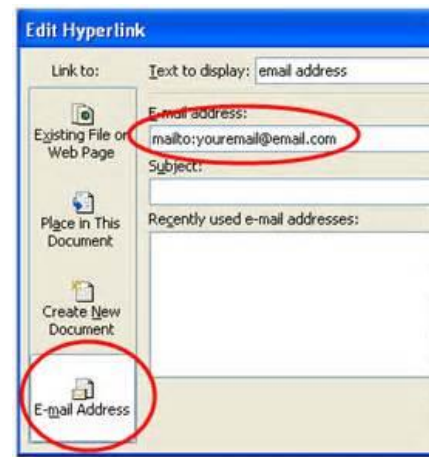 Edit Hyperlink
Link to:
Text to display: email address
Existing File or
Web Page
E-mail address:
mailto:youremail@email.com
Subject:
Place in This
Document
Recently used e-mail addresses:
Create New
Document
E-mail Address